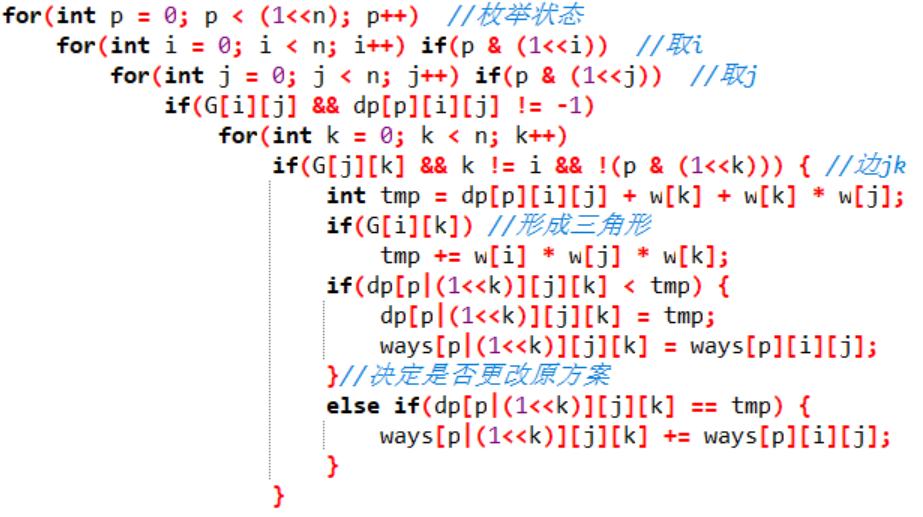 for(int p = 0; p < (1<<n); p++)  //枚举状态
    for(int i = 0; i < n; i++) if(p & (1<<i))  //取i
        for(int j = 0; j < n; j++) if(p & (1<<j))  //取j
            if(G[i][j] && dp[p][i][j] != -1)
                for(int k = 0; k < n; k++)
                    if(G[j][k] && k != i && !(p & (1<<k))) { //边jk
                        int tmp = dp[p][i][j] + w[k] + w[k] * w[j];
                        if(G[i][k]) //形成三角形
                            tmp += w[i] * w[j] * w[k];
                        if(dp[p|(1<<k)][j][k] < tmp) {
                            dp[p|(1<<k)][j][k] = tmp;
                            ways[p|(1<<k)][j][k] = ways[p][i][j];
                        }//决定是否更改原方案
                        else if(dp[p|(1<<k)][j][k] == tmp) {
                            ways[p|(1<<k)][j][k] += ways[p][i][j];
                        }
                    }